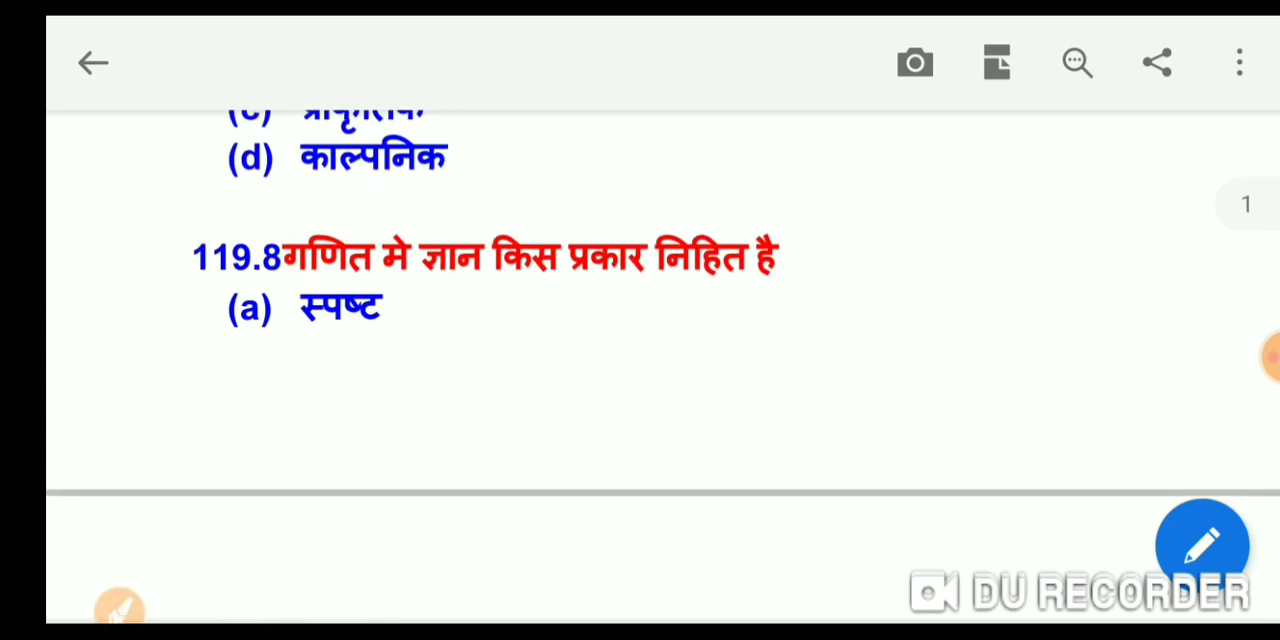 (c) प्राकृतिक
(d) काल्पनिक
1
119.8गणित मे ज्ञान किस प्रकार निहित है
(a) स्पष्ट
DU RECORDER